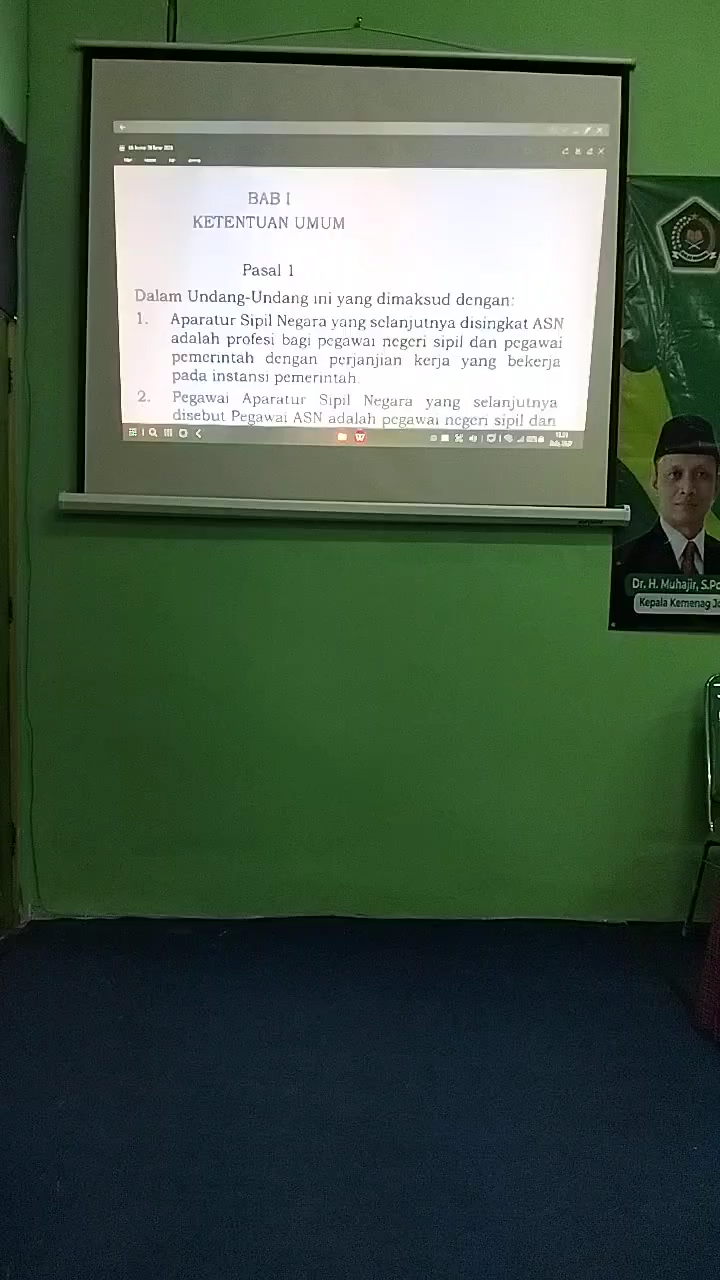 BAB I
KETENTUAN UMUM
Pasal 1
Dalam Undang-Undang ini yang dimaksud dengan:
1. Aparatur Sipil Negara yang selanjutnya disingkat ASN
adalah profesi bagi pegawai negeri sipil dan pegawai
pemerintah dengan perjanjian kerja yang bekerja
pada instansi pemerintah.
2. Pegawai Aparatur Sipil Negara yang selanjutnya
disebut Pegawai ASN adalah pegawai negeri sipil dan
Dr. H. Muhajir,
Kepala Kemenag